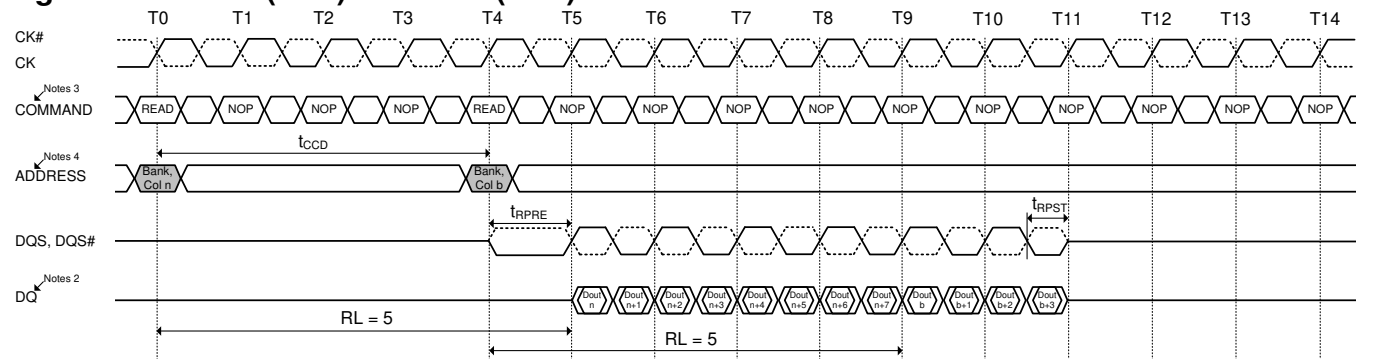 T0 T1 T2 T3 T4 T5 T6 T7 T8 T9 T10 T11 T12 T13 T14
CK#
CK
Notes 3
COMMAND READ NOP NOP NOP READ NOP NOP NOP NOP NOP NOP NOP NOP NOP NOP
tCCD
Notes 4
ADDRESS
Bank, Bank,
Col n Col b
tRPRE tRPST
DQS, DQS#
Notes 2
DQ
Dout Dout Dout Dout Dout Dout Dout Dout Dout Dout Dout Dout
n n+1 n+2 n+3 n+4 n+5 n+6 n+7 b b+1 b+2 b+3
RL = 5
RL = 5